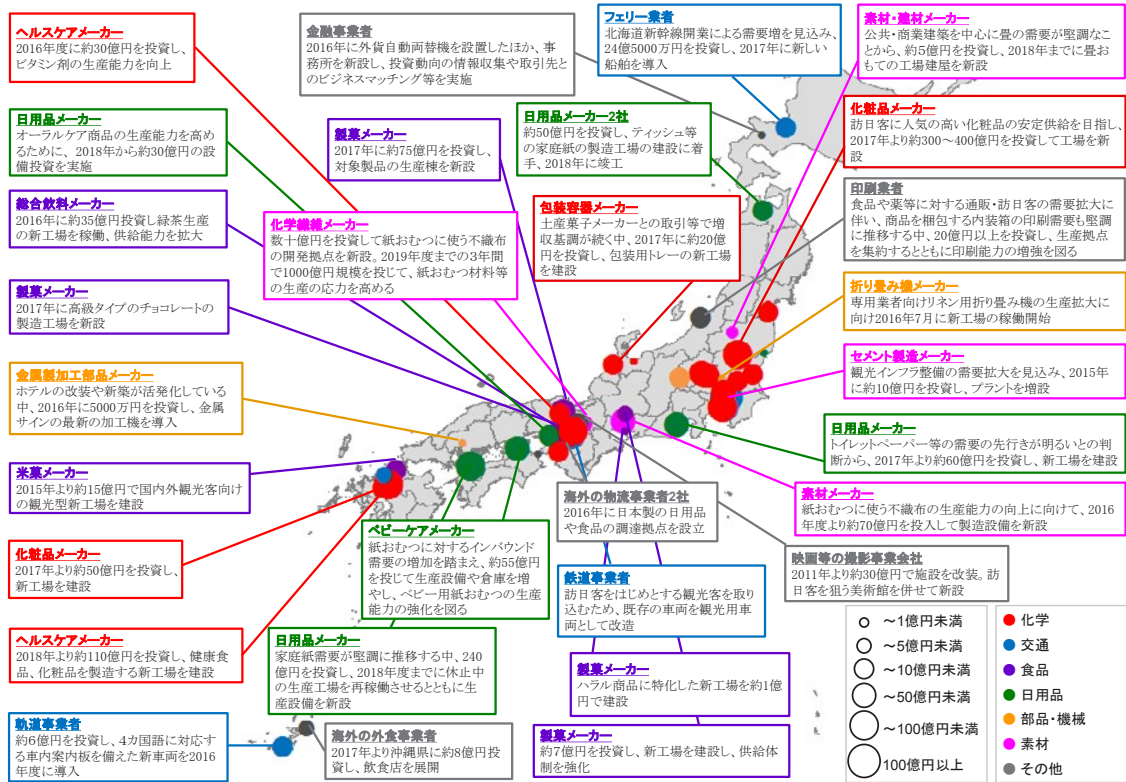 ヘルスケアメーカー
2016年度に約30億円を投資し、
ビタミン剤の生産能力を向上
金融事業者
2016年に外貨自動両替機を設置したほか、事
務所を新設し、投資動向の情報収集や取引先と
のビジネスマッチング等を実施
フェリー業者
北海道新幹線開業による需要増を見込み、
24億5000万円を投資し、2017年に新しい
船舶を導入
素材・建材メーカー
公共・商業建築を中心に畳の需要が堅調なこ
とから、約5億円を投資し、2018年までに畳お
もての工場建屋を新設
日用品メーカー
オーラルケア商品の生産能力を高め
るために、2018年から約30億円の設
備投資を実施
製菓メーカー
2017年に約75億円を投資し、
対象製品の生産棟を新設
日用品メーカー2社
約50億円を投資し、ティッシュ等
の家庭紙の製造工場の建設に着
手、2018年に竣工
化粧品メーカー
訪日客に人気の高い化粧品の安定供給を目指し、
2017年より約300～400億円を投資して工場を新
設
総合飲料メーカー
2016年に約35億円投資し緑茶生産
の新工場を稼働、供給能力を拡大
化学繊維メーカー
数十億円を投資して紙おむつに使う不織布
の開発拠点を新設。2019年度までの3年間
で1000億円規模を投じて、紙おむつ材料等
の生産の応力を高める
包装容器メーカー
土産菓子メーカーとの取引等で増
収基調が続く中、2017年に約20億
円を投資し、包装用トレーの新工場
を建設
印刷業者
食品や薬等に対する通販・訪日客の需要拡大に
伴い、商品を梱包する内装箱の印刷需要も堅調
に推移する中、20億円以上を投資し、生産拠点
を集約するとともに印刷能力の増強を図る
製菓メーカー
2017年に高級タイプのチョコレートの
製造工場を新設
折り畳み機メーカー
専用業者向けリネン用折り畳み機の生産拡大に
向け2016年7月に新工場の稼働開始
金属製加工部品メーカー
ホテルの改装や新築が活発化している
中、2016年に5000万円を投資し、金属
サインの最新の加工機を導入
セメント製造メーカー
観光インフラ整備の需要拡大を見込み、2015年
に約10億円を投資し、プラントを増設
日用品メーカー
トイレットペーパー等の需要の先行きが明るいとの判
断から、2017年より約60億円を投資し、新工場を建設
米菓メーカー
2015年より約15億円で国内外観光客向け
の観光型新工場を建設
海外の物流事業者2社
2016年に日本製の日用品
や食品の調達拠点を設立
素材メーカー
紙おむつに使う不織布の生産能力の向上に向けて、2016
年度より約70億円を投入して製造設備を新設
化粧品メーカー
2017年より約50億円を投資し、
新工場を建設
ベビーケアメーカー
紙おむつに対するインバウンド
需要の増加を踏まえ、約55億円
を投じて生産設備や倉庫を増
やし、ベビー用紙おむつの生産
能力の強化を図る
鉄道事業者
訪日客をはじめとする観光客を取り
込むため、既存の車両を観光用車
両として改造
映画等の撮影事業会社
2011年より約30億円で施設を改装。訪
日客を狙う美術館を併せて新設
ヘルスケアメーカー
2018年より約110億円を投資し、健康食
品、化粧品を製造する新工場を建設
日用品メーカー
家庭紙需要が堅調に推移する中、240
億円を投資し、2018年度までに休止中
の生産工場を再稼働させるとともに生
産設備を新設
製菓メーカー
ハラル商品に特化した新工場を約1億
円で建設
軌道事業者
約6億円を投資し、4カ国語に対応す
る車内案内板を備えた新車両を2016
年度に導入
海外の外食事業者
2017年より沖縄県に約8億円投
資し、飲食店を展開
製菓メーカー
約7億円を投資し、新工場を建設し、供給体
制を強化
～1億円未満
～5億円未満
～10億円未満
～50億円未満
～100億円未満
100億円以上
化学
交通
食品
日用品
部品・機械
素材
その他